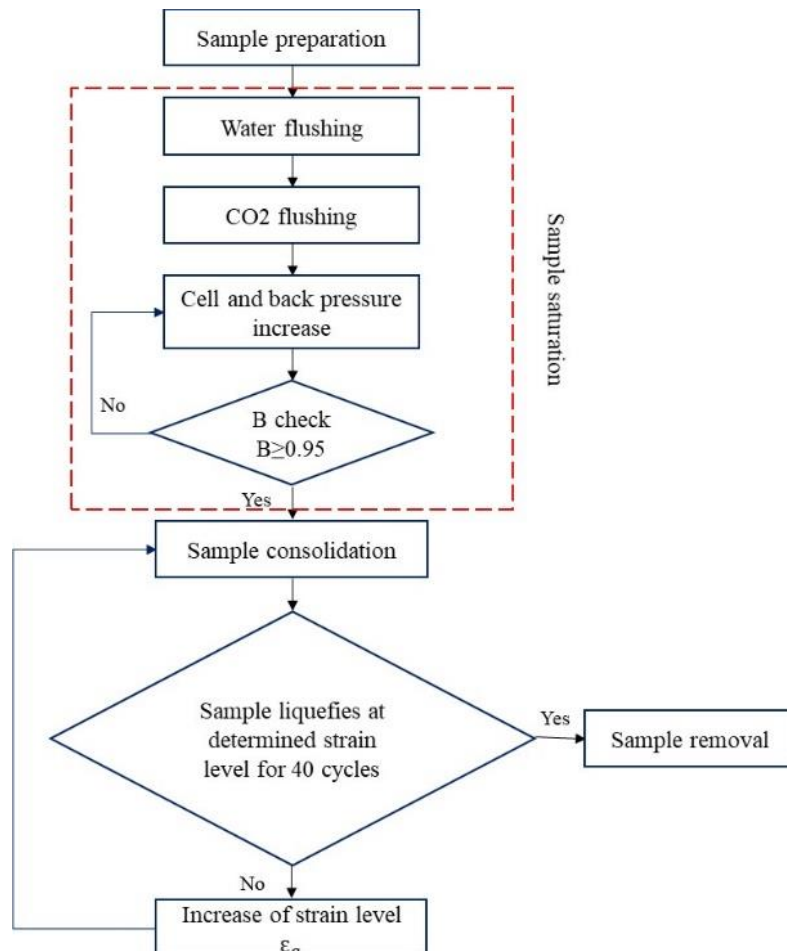 Sample preparation
Water flushing
CO2 flushing
Cell and back pressure
increase
No
B check
B≥0.95
Yes
Sample saturation
Sample consolidation
Sample liquefies at
determined strain
level for 40 cycles
Yes
Sample removal
No
Increase of strain level